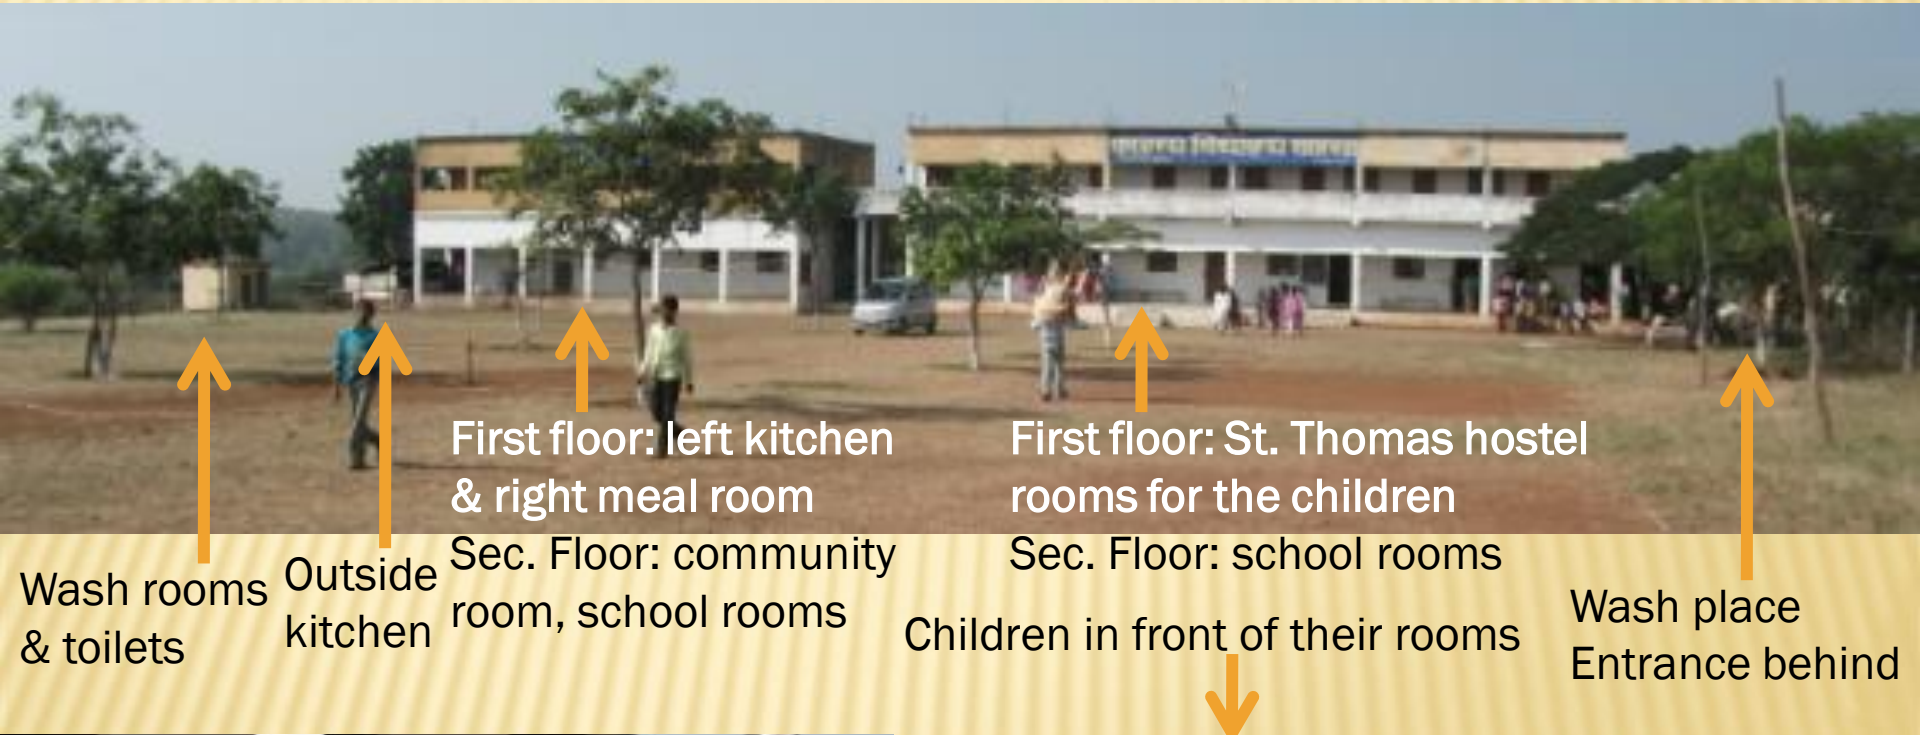 First floor: left kitchen
& right meal room
Sec. Floor: community
room, school rooms
First floor: St. Thomas hostel
rooms for the children
Sec. Floor: school rooms
Wash rooms
& toilets
Outside
kitchen
Children in front of their rooms
Wash place
Entrance behind